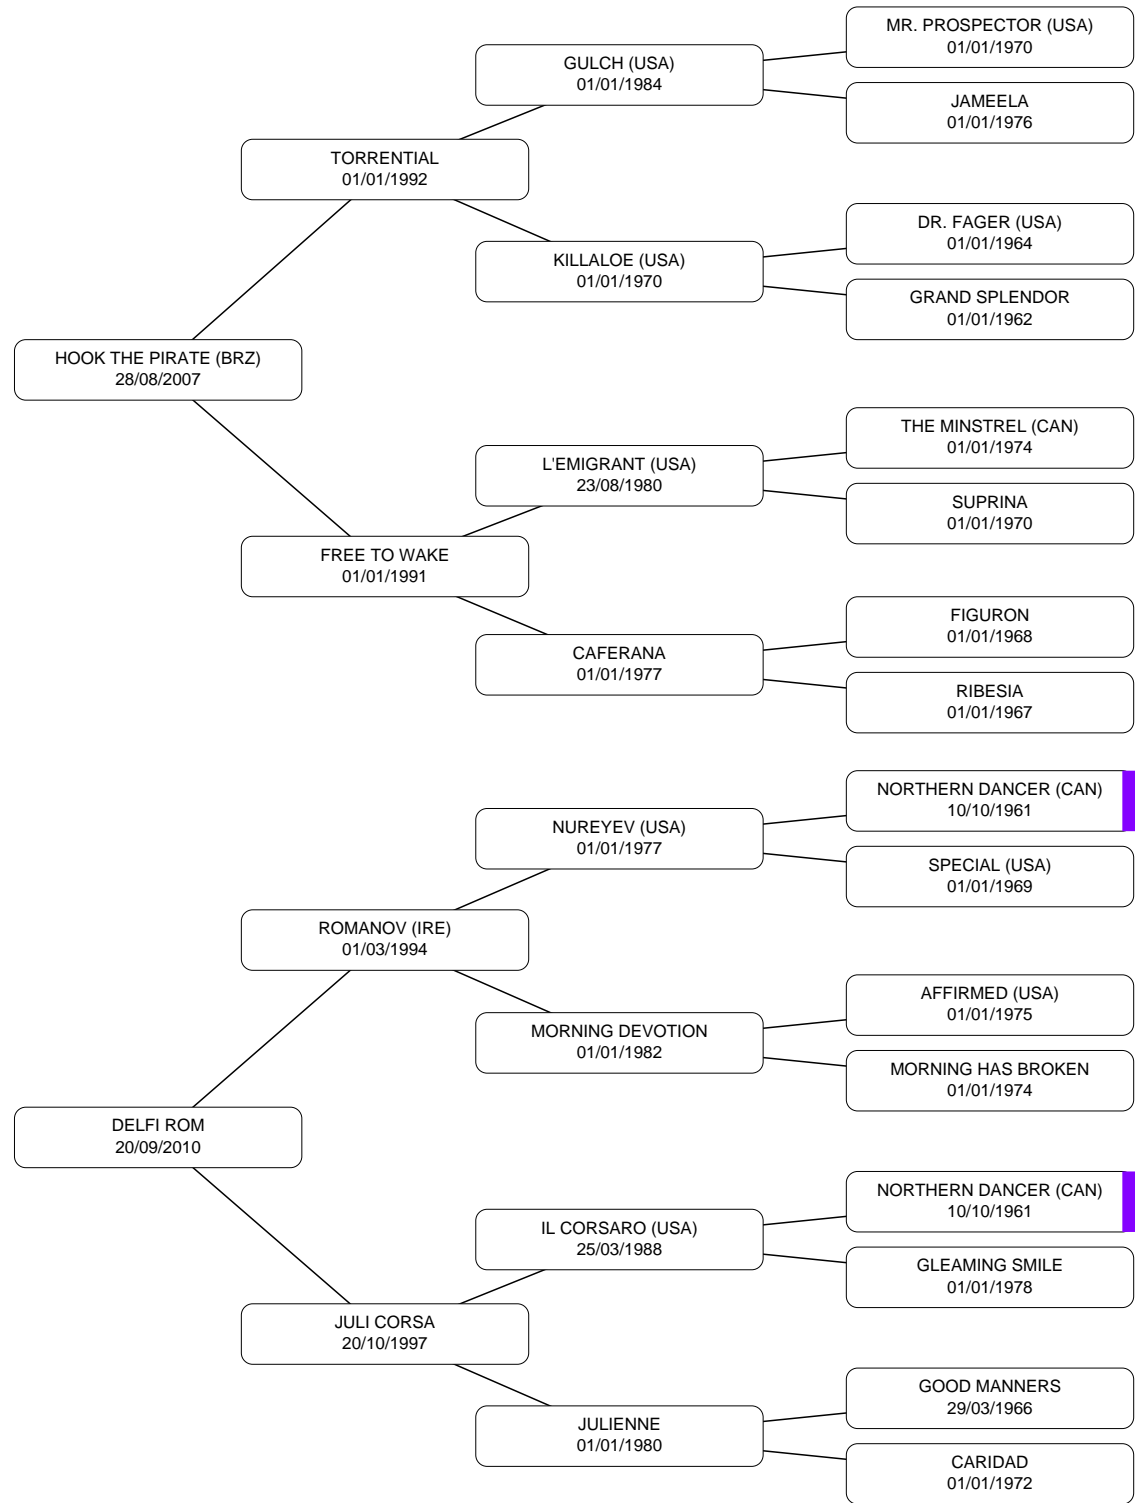 MR. PROSPECTOR (USA)
01/01/1970
GULCH (USA)
01/01/1984
JAMEELA
01/01/1976
TORRENTIAL
01/01/1992
DR. FAGER (USA)
01/01/1964
KILLALOE (USA)
01/01/1970
GRAND SPLENDOR
01/01/1962
HOOK THE PIRATE (BRZ)
28/08/2007
THE MINSTREL (CAN)
01/01/1974
L'EMIGRANT (USA)
23/08/1980
SUPRINA
01/01/1970
FREE TO WAKE
01/01/1991
FIGURON
01/01/1968
CAFERANA
01/01/1977
RIBESIA
01/01/1967
NORTHERN DANCER (CAN)
10/10/1961
NUREYEV (USA)
01/01/1977
SPECIAL (USA)
01/01/1969
ROMANOV (IRE)
01/03/1994
AFFIRMED (USA)
01/01/1975
MORNING DEVOTION
01/01/1982
MORNING HAS BROKEN
01/01/1974
DELFI ROM
20/09/2010
NORTHERN DANCER (CAN)
10/10/1961
IL CORSARO (USA)
25/03/1988
GLEAMING SMILE
01/01/1978
JULI CORSA
20/10/1997
GOOD MANNERS
29/03/1966
JULIENNE
01/01/1980
CARIDAD
01/01/1972